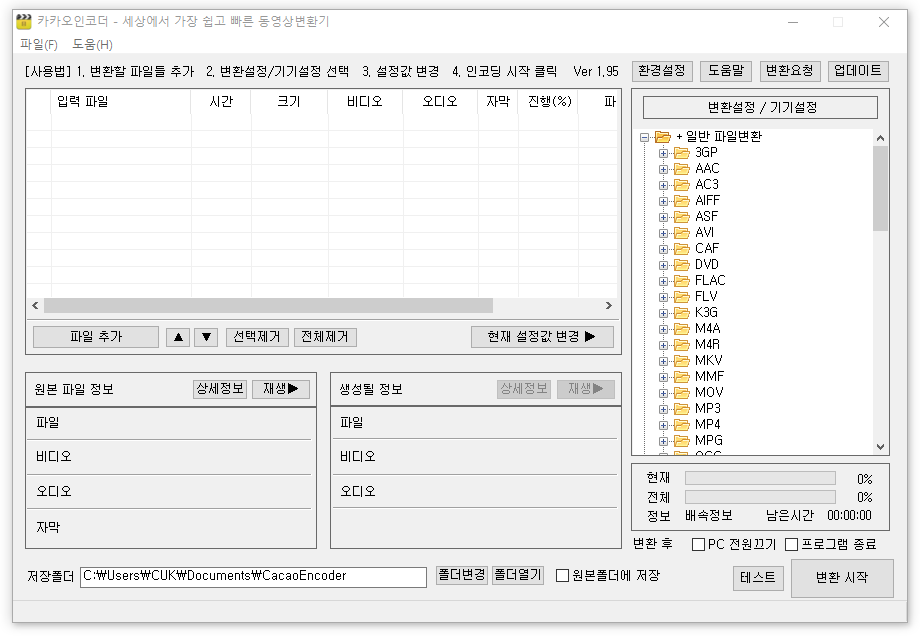 카카오인코더 - 세상에서 가장 쉽고 빠른 동영상변환기
파일(F) 도움(H)
[사용법] 1. 변환할 파일들 추가 2. 변환설정/기기설정 선택 3. 설정값 변경 4. 인코딩 시작 클릭 Ver 1.95 환경설정 도움말 변환요청 업데이트
입력 파일 시간 크기 비디오 오디오 자막 진행(%) 파
변환설정 / 기기설정
+ 일반 파일변환
3GP
AAC
AC3
AIFF
ASF
AVI
CAF
DVD
FLAC
FLV
K3G
M4A
M4R
MKV
MMF
MOV
MP3
MP4
MPG
파일 추가 ▲ ▼ 선택제거 전체제거 현재 설정값 변경 ▶
원본 파일 정보 상세정보 재생▶
파일
비디오
오디오
자막
생성될 정보 상세정보 재생▶
파일
비디오
오디오
현재 0%
전체 0%
정보 배속정보 남은시간 00:00:00
변환 후 PC 전원끄기 프로그램 종료
저장폴더 C:₩Users₩CUK₩Documents₩CacaoEncoder 폴더변경 폴더열기 원본폴더에 저장 테스트 변환 시작